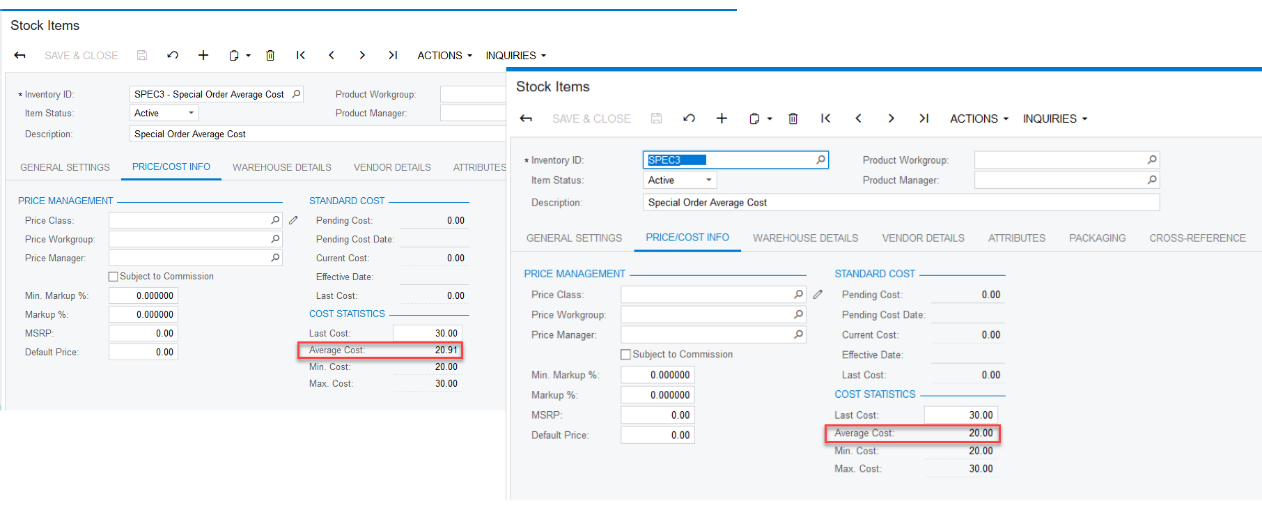 Stock Items
SAVE & CLOSE ACTIONS INQUIRIES
* Inventory ID: SPEC3 - Special Order Average Cost Product Workgroup:
Item Status: Active Product Manager:
Description: Special Order Average Cost
GENERAL SETTINGS PRICE/COST INFO WAREHOUSE DETAILS VENDOR DETAILS ATTRIBUTES
PRICE MANAGEMENT STANDARD COST
Price Class: Pending Cost: 0.00
Price Workgroup: Pending Cost Date:
Price Manager: Current Cost: 0.00
Subject to Commission Effective Date:
Min. Markup %: 0.000000 Last Cost: 0.00
Markup %: 0.000000 COST STATISTICS
MSRP: 0.00 Last Cost: 30.00
Default Price: 0.00 Average Cost: 20.91
Min. Cost: 20.00
Max. Cost: 30.00
Stock Items
SAVE & CLOSE ACTIONS INQUIRIES
* Inventory ID: SPEC3 Product Workgroup:
Item Status: Active Product Manager:
Description: Special Order Average Cost
GENERAL SETTINGS PRICE/COST INFO WAREHOUSE DETAILS VENDOR DETAILS ATTRIBUTES PACKAGING CROSS-REFERENCE
PRICE MANAGEMENT STANDARD COST
Price Class: Pending Cost: 0.00
Price Workgroup: Pending Cost Date:
Price Manager: Current Cost: 0.00
Subject to Commission Effective Date:
Min. Markup %: 0.000000 Last Cost: 0.00
Markup %: 0.000000 COST STATISTICS
MSRP: 0.00 Last Cost: 30.00
Default Price: 0.00 Average Cost: 20.00
Min. Cost: 20.00
Max. Cost: 30.00